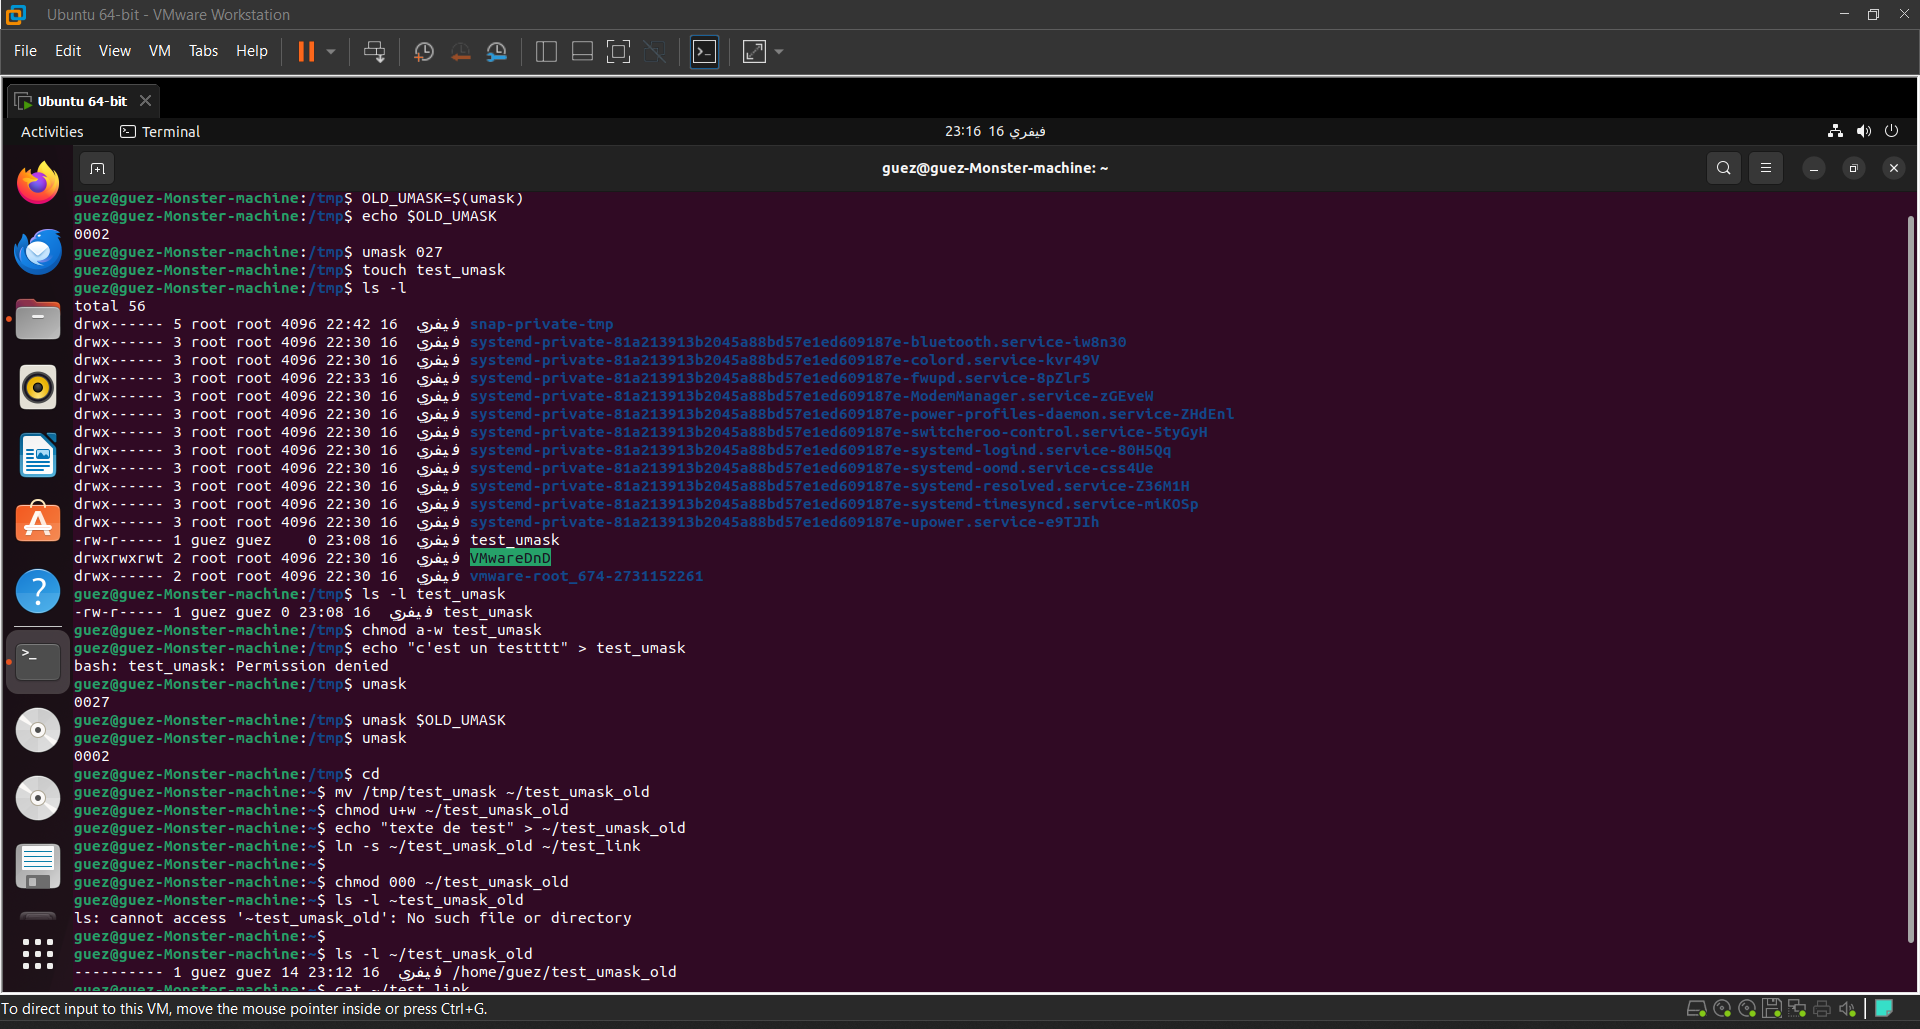 Ubuntu 64-bit - VMware Workstation
File Edit View VM Tabs Help
Ubuntu 64-bit
Activities Terminal 23:16 16 فيفري
guez@guez-Monster-machine: ~
guez@guez-Monster-machine:/tmp$ OLD_UMASK=$(umask)
guez@guez-Monster-machine:/tmp$ echo $OLD_UMASK
0002
guez@guez-Monster-machine:/tmp$ umask 027
guez@guez-Monster-machine:/tmp$ touch test_umask
guez@guez-Monster-machine:/tmp$ ls -l
total 56
drwx------ 5 root root 4096 22:42 16 فيفري snap-private-tmp
drwx------ 3 root root 4096 22:30 16 فيفري systemd-private-81a213913b2045a88bd57e1ed609187e-bluetooth.service-iw8n30
drwx------ 3 root root 4096 22:30 16 فيفري systemd-private-81a213913b2045a88bd57e1ed609187e-colord.service-kvr49V
drwx------ 3 root root 4096 22:33 16 فيفري systemd-private-81a213913b2045a88bd57e1ed609187e-fwupd.service-8pZlr5
drwx------ 3 root root 4096 22:30 16 فيفري systemd-private-81a213913b2045a88bd57e1ed609187e-ModemManager.service-zGEveW
drwx------ 3 root root 4096 22:30 16 فيفري systemd-private-81a213913b2045a88bd57e1ed609187e-power-profiles-daemon.service-ZHdEnl
drwx------ 3 root root 4096 22:30 16 فيفري systemd-private-81a213913b2045a88bd57e1ed609187e-switcheroo-control.service-5tyGyH
drwx------ 3 root root 4096 22:30 16 فيفري systemd-private-81a213913b2045a88bd57e1ed609187e-systemd-logind.service-80H5Qq
drwx------ 3 root root 4096 22:30 16 فيفري systemd-private-81a213913b2045a88bd57e1ed609187e-systemd-oomd.service-css4Ue
drwx------ 3 root root 4096 22:30 16 فيفري systemd-private-81a213913b2045a88bd57e1ed609187e-systemd-resolved.service-Z36M1H
drwx------ 3 root root 4096 22:30 16 فيفري systemd-private-81a213913b2045a88bd57e1ed609187e-systemd-timesyncd.service-miKOSp
drwx------ 3 root root 4096 22:30 16 فيفري systemd-private-81a213913b2045a88bd57e1ed609187e-upower.service-e9TJIh
-rw-r----- 1 guez guez 0 23:08 16 فيفري test_umask
drwxrwxrwt 2 root root 4096 22:30 16 فيفري VMwareDnD
drwx------ 2 root root 4096 22:30 16 فيفري vmware-root_674-2731152261
guez@guez-Monster-machine:/tmp$ ls -l test_umask
-rw-r----- 1 guez guez 0 23:08 16 فيفري test_umask
guez@guez-Monster-machine:/tmp$ chmod a-w test_umask
guez@guez-Monster-machine:/tmp$ echo "c'est un testttt" > test_umask
bash: test_umask: Permission denied
guez@guez-Monster-machine:/tmp$ umask
0027
guez@guez-Monster-machine:/tmp$ umask $OLD_UMASK
guez@guez-Monster-machine:/tmp$ umask
0002
guez@guez-Monster-machine:/tmp$ cd
guez@guez-Monster-machine:~$ mv /tmp/test_umask ~/test_umask_old
guez@guez-Monster-machine:~$ chmod u+w ~/test_umask_old
guez@guez-Monster-machine:~$ echo "texte de test" > ~/test_umask_old
guez@guez-Monster-machine:~$ ln -s ~/test_umask_old ~/test_link
guez@guez-Monster-machine:~$
guez@guez-Monster-machine:~$ chmod 000 ~/test_umask_old
guez@guez-Monster-machine:~$ ls -l ~test_umask_old
ls: cannot access '~test_umask_old': No such file or directory
guez@guez-Monster-machine:~$
guez@guez-Monster-machine:~$ ls -l ~/test_umask_old
---------- 1 guez guez 14 23:12 16 فيفري /home/guez/test_umask_old
guez@guez-Monster-machine:~$ cat ~/test_link
To direct input to this VM, move the mouse pointer inside or press Ctrl+G.